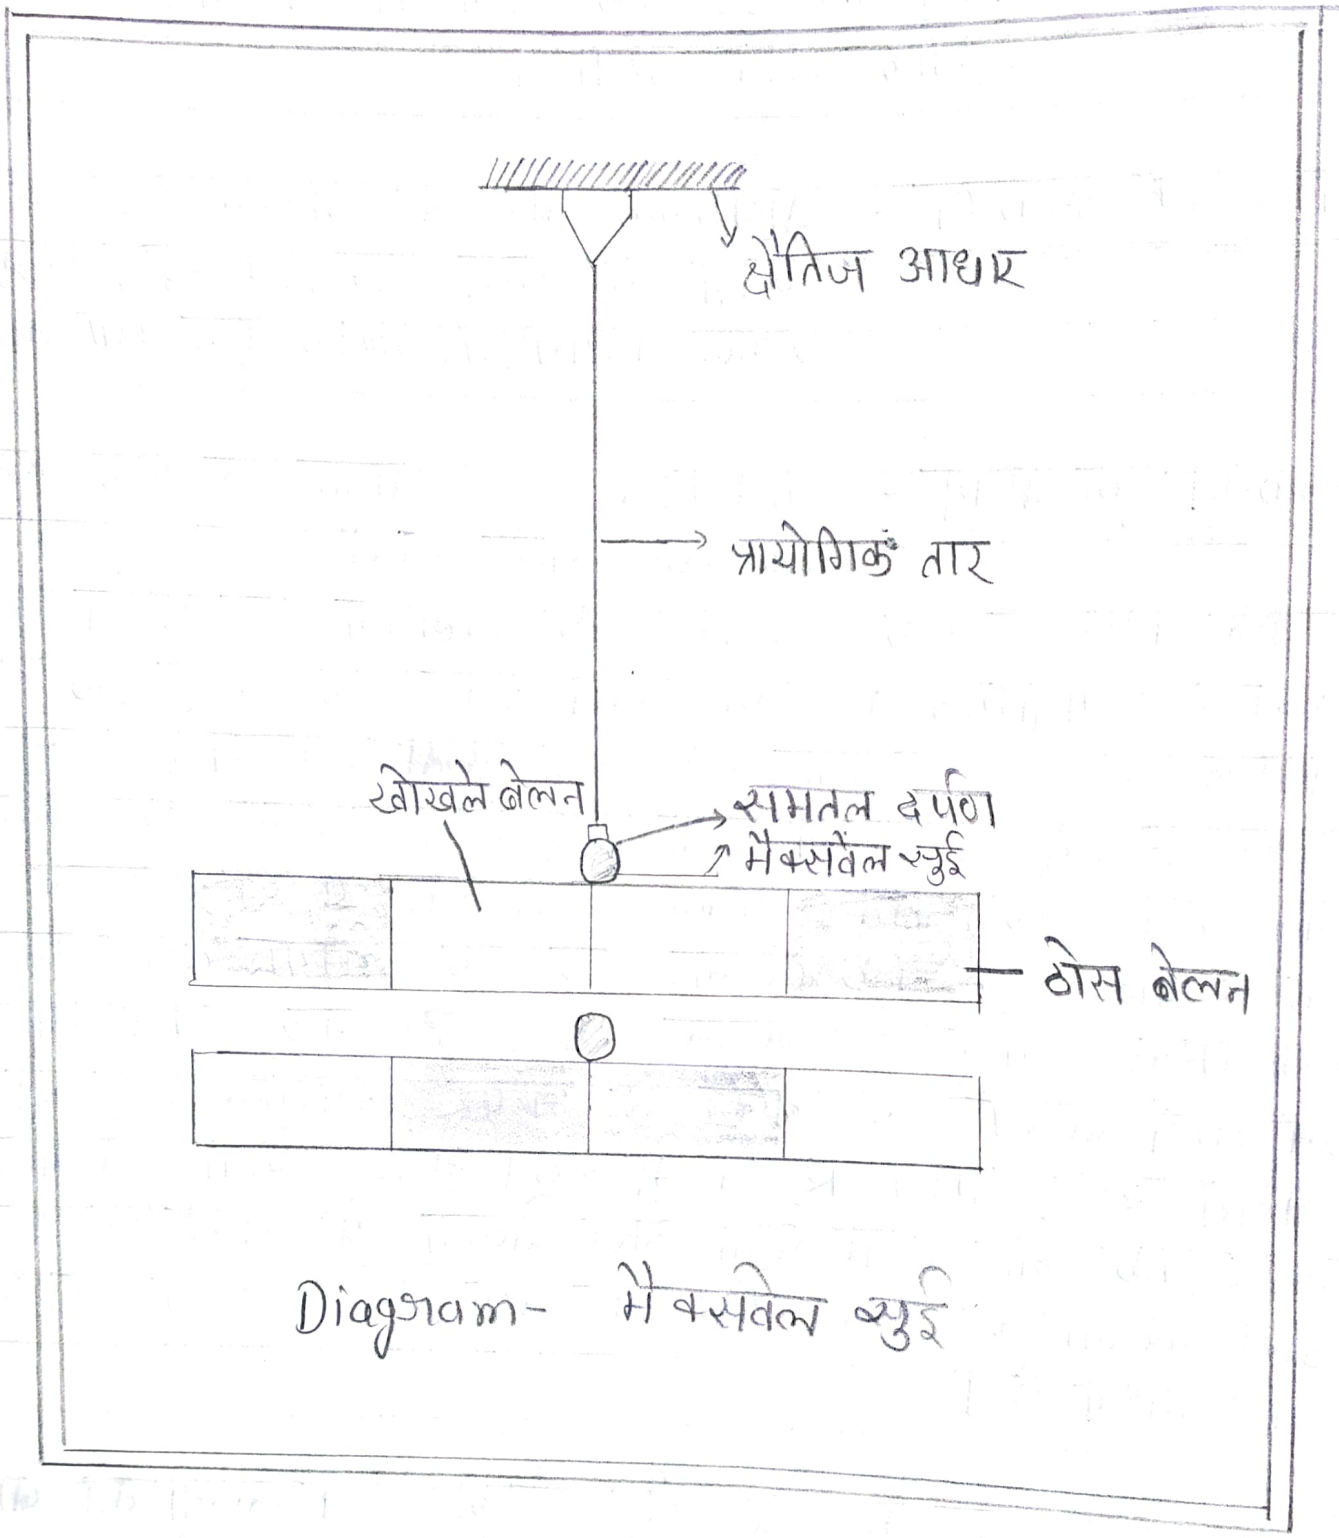 क्षैतिज आधार
प्रायोगिक तार
खोखले बेलन
समतल दर्पण
मैक्सवेल सुई
ठोस बेलन
Diagram- मैक्सवेल सुई